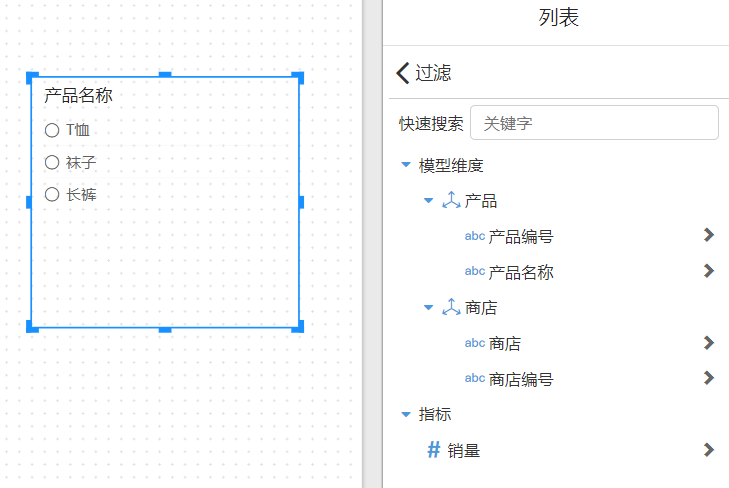 产品名称
T恤
袜子
长裤
列表
过滤
快速搜索 关键字
模型维度
产品
abc 产品编号
abc 产品名称
商店
abc 商店
abc 商店编号
指标
# 销量